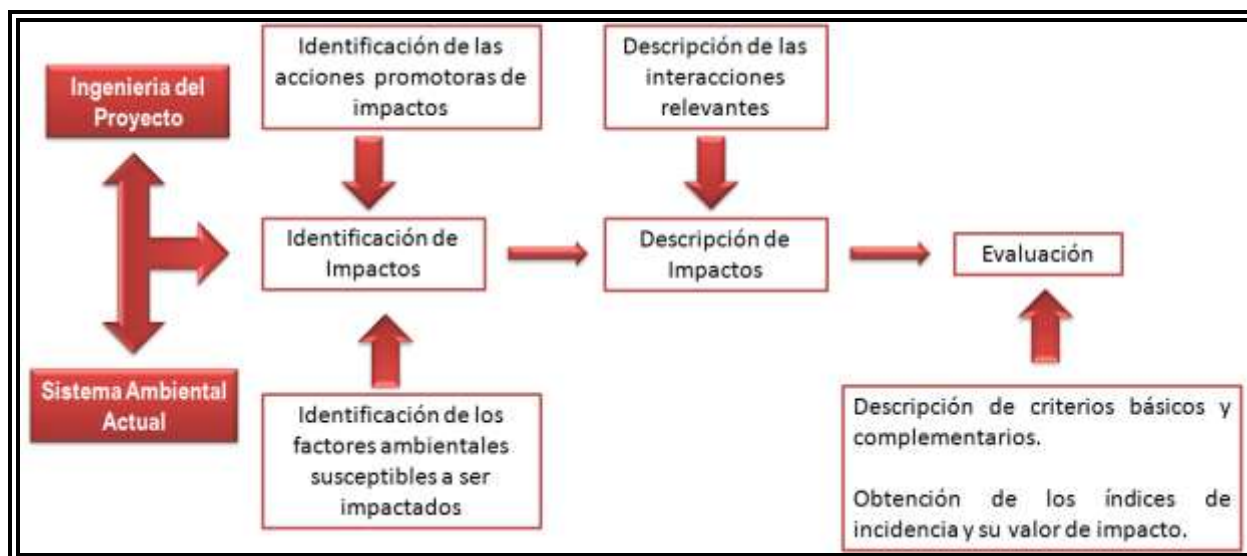 Ingenieria del
Proyecto
Identificación de las
acciones promotoras de
impactos
Descripción de las
interacciones
relevantes
Identificación de
Impactos
Descripción de
Impactos
Evaluación
Sistema Ambiental
Actual
Identificación de los
factores ambientales
susceptibles a ser
impactados
Descripción de criterios básicos y
complementarios.
Obtención de los índices de
incidencia y su valor de impacto.